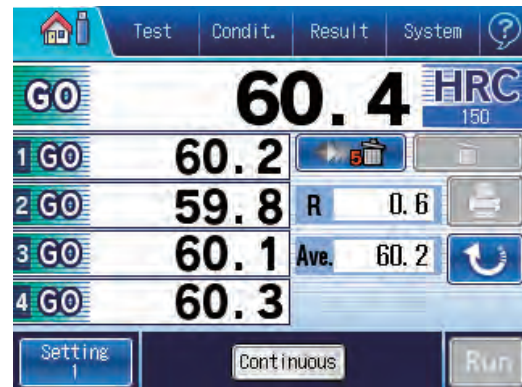 Test Condit. Result System ?
GO 60.4 HRC
150
1 GO 60.2 5
2 GO 59.8 R 0.6
3 GO 60.1 Ave. 60.2
4 GO 60.3
Setting
1
Continuous
Run